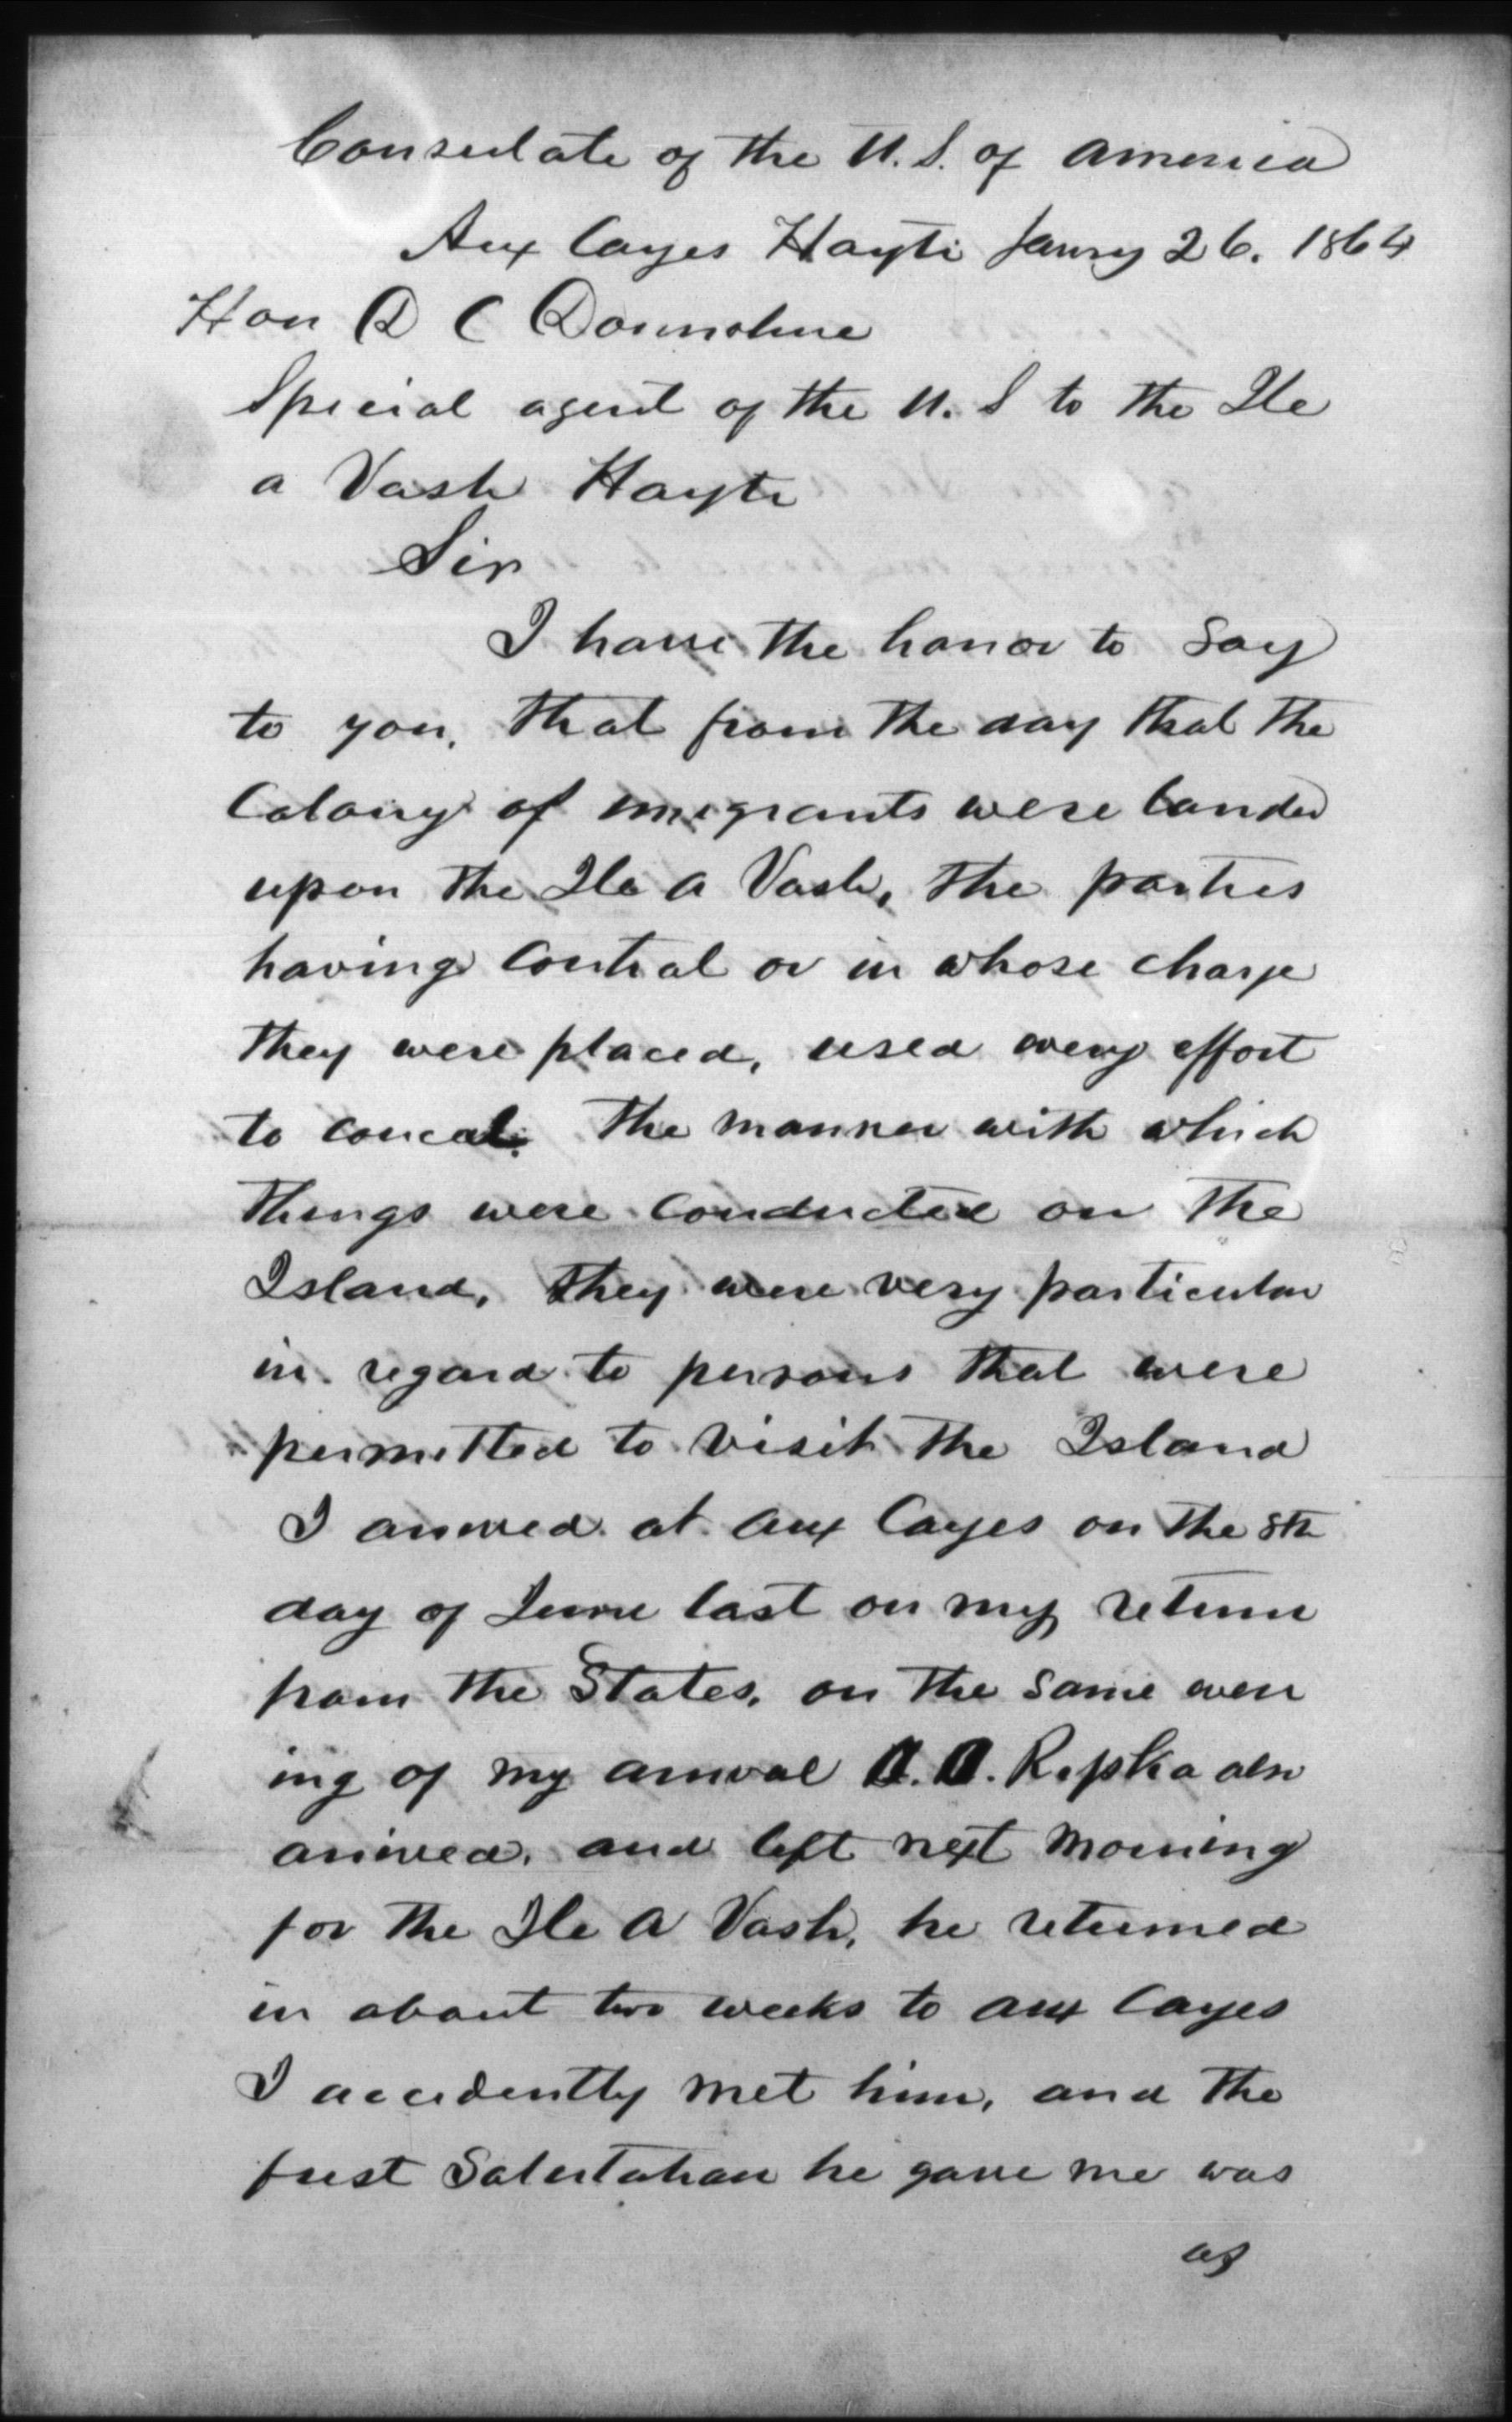 Consulate of the U.S. of America
Aux Cayes Hayti Janry 26. 1864
Hon D C Donnohue
Special agent of the U. S to the Ile
a Vash Hayti
Sir
I have the honor to say
to you, that from the day that the
Colony of emigrants were landed
upon the Ile A Vash, the parties
having Control or in whose charge
they were placed, used every effort
to conceal the manner with which
things were conducted on the
Island, they were very particular
in regard to persons that were
permitted to visit the Island
I arrived at Aux Cayes on the 8th
day of June last on my return
from the States, on the same even
ing of my arrival A. A. Ripka also
arrived, and left next morning
for the Ile A Vash, he returned
in about two weeks to Aux Cayes
I accidently met him, and the
first Salutation he gave me was
as